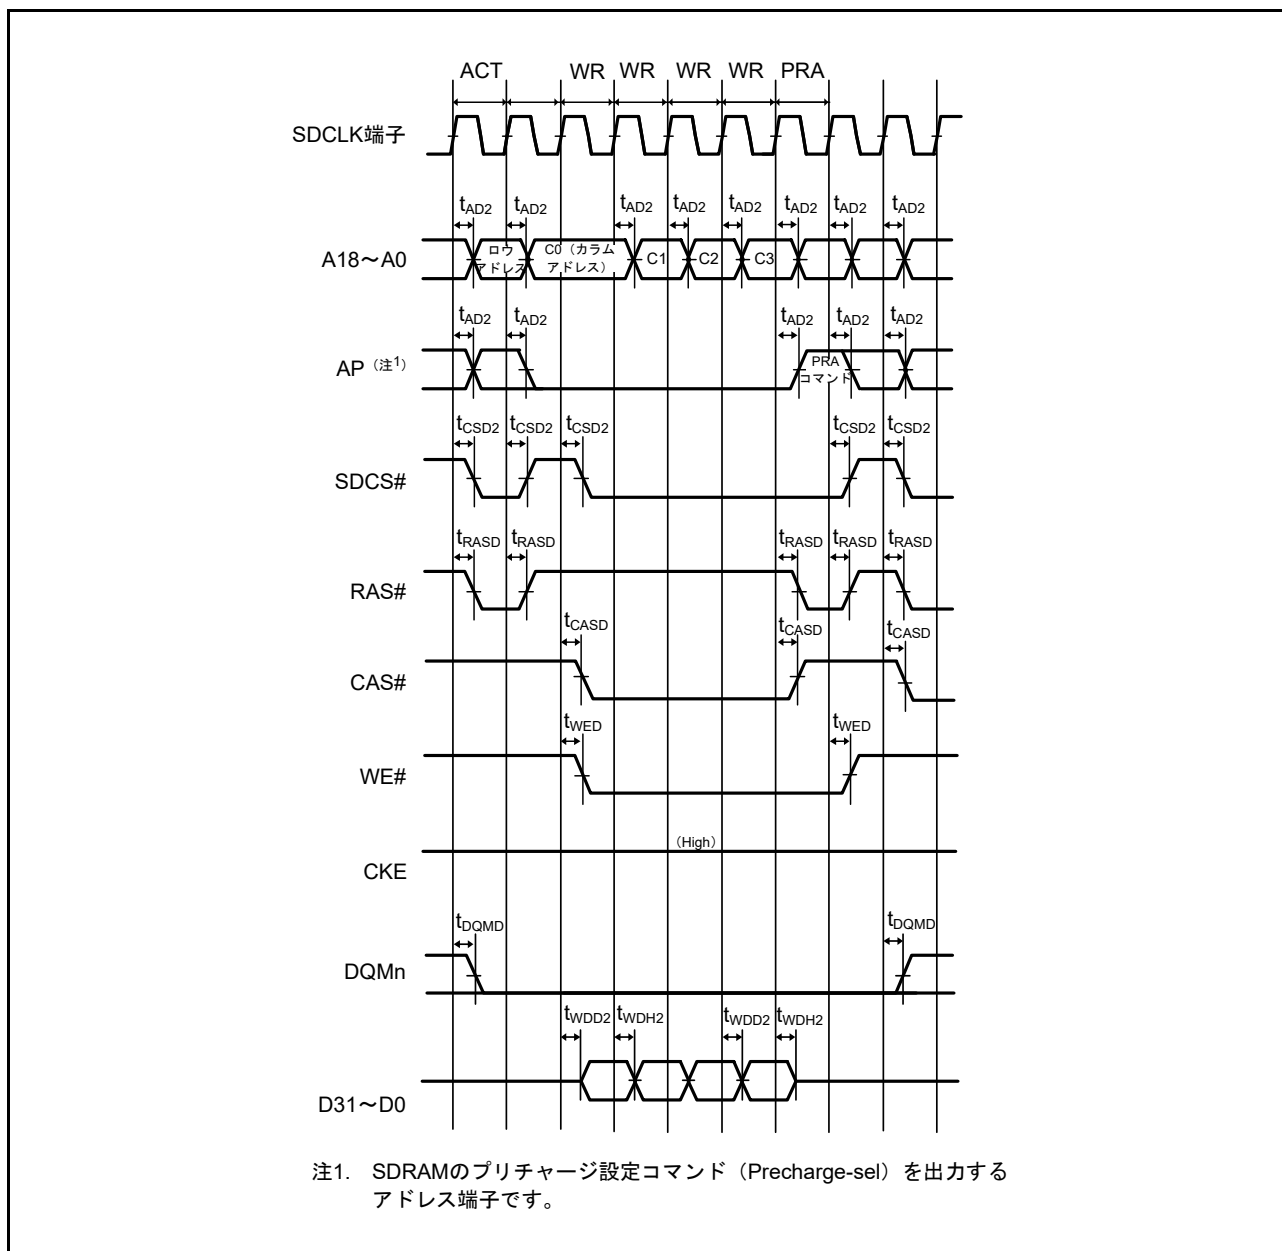 ACT WR WR WR WR PRA
SDCLK端子
tAD2 tAD2 tAD2 tAD2 tAD2 tAD2 tAD2 tAD2
A18～A0
ロウ
アドレス
C0（カラム
アドレス）
C1 C2 C3
tAD2 tAD2 tAD2 tAD2 tAD2
AP（注1）
PRA
コマンド
tCSD2 tCSD2 tCSD2 tCSD2 tCSD2
SDCS#
tRASD tRASD tRASD tRASD tRASD
RAS#
tCASD tCASD tCASD
CAS#
tWED tWED
WE#
（High）
CKE
tDQMD tDQMD
DQMn
tWDD2 tWDH2 tWDD2 tWDH2
D31～D0
注1. SDRAMのプリチャージ設定コマンド（Precharge-sel）を出力する
アドレス端子です。